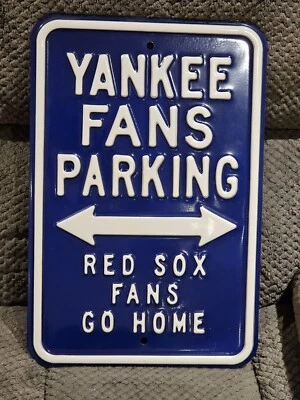 YANKEE
FANS
PARKING
RED SOX
FANS
GO HOME